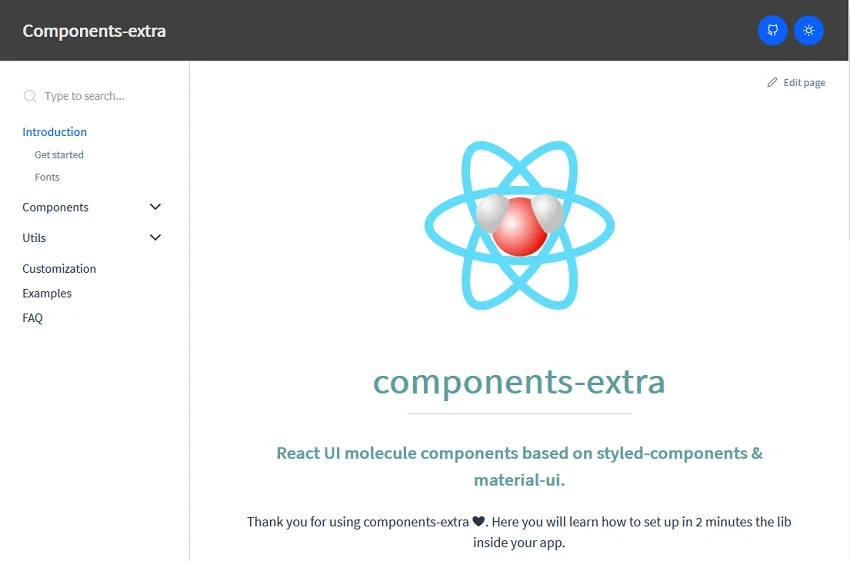 Components-extra
Type to search...
Edit page
Introduction
Get started
Fonts
Components
Utils
Customization
Examples
FAQ
components-extra
React UI molecule components based on styled-components &
material-ui.
Thank you for using components-extra 🖤. Here you will learn how to set up in 2 minutes the lib
inside your app.